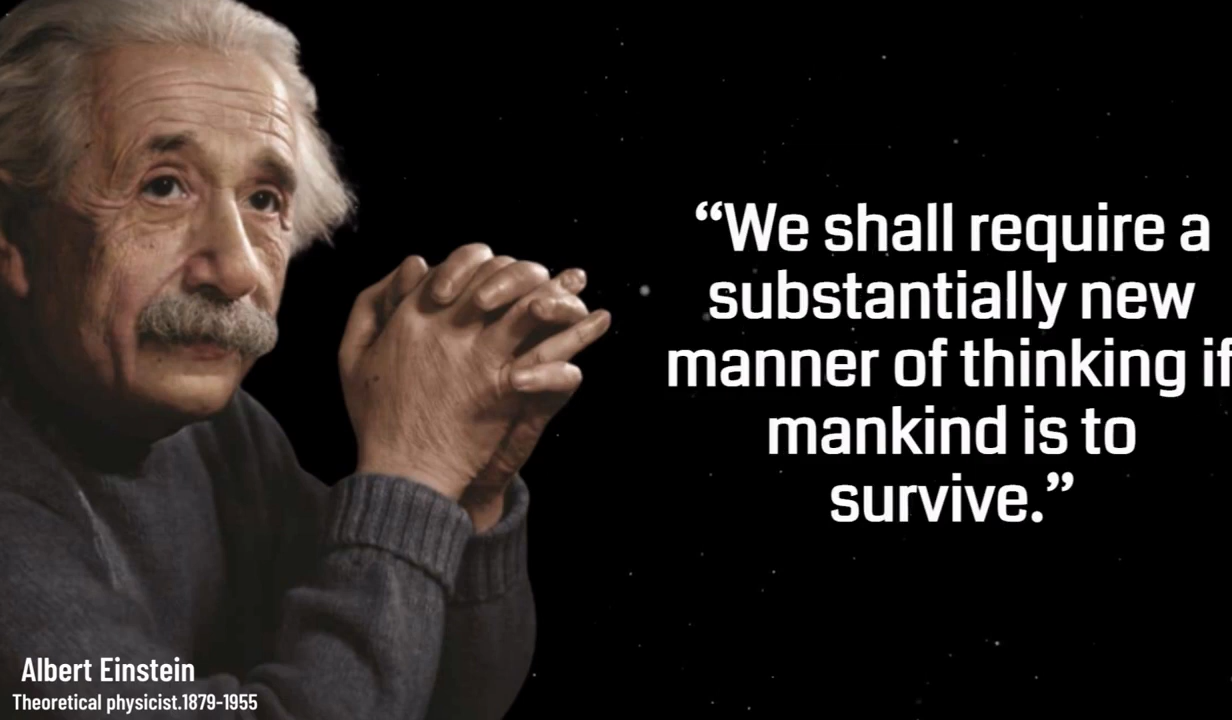 “We shall require a
substantially new
manner of thinking if
mankind is to
survive.”
Albert Einstein
Theoretical physicist.1879-1955